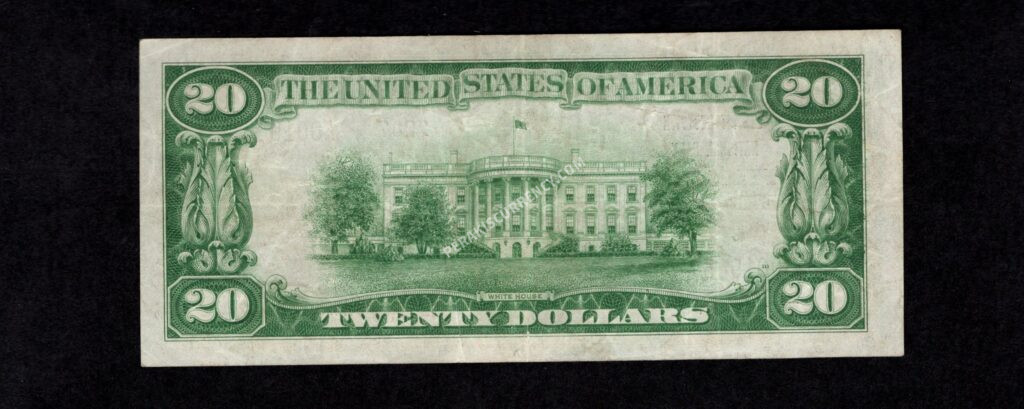 20 THE UNITED STATES OF AMERICA 20
WHITE HOUSE
20 TWENTY DOLLARS 20